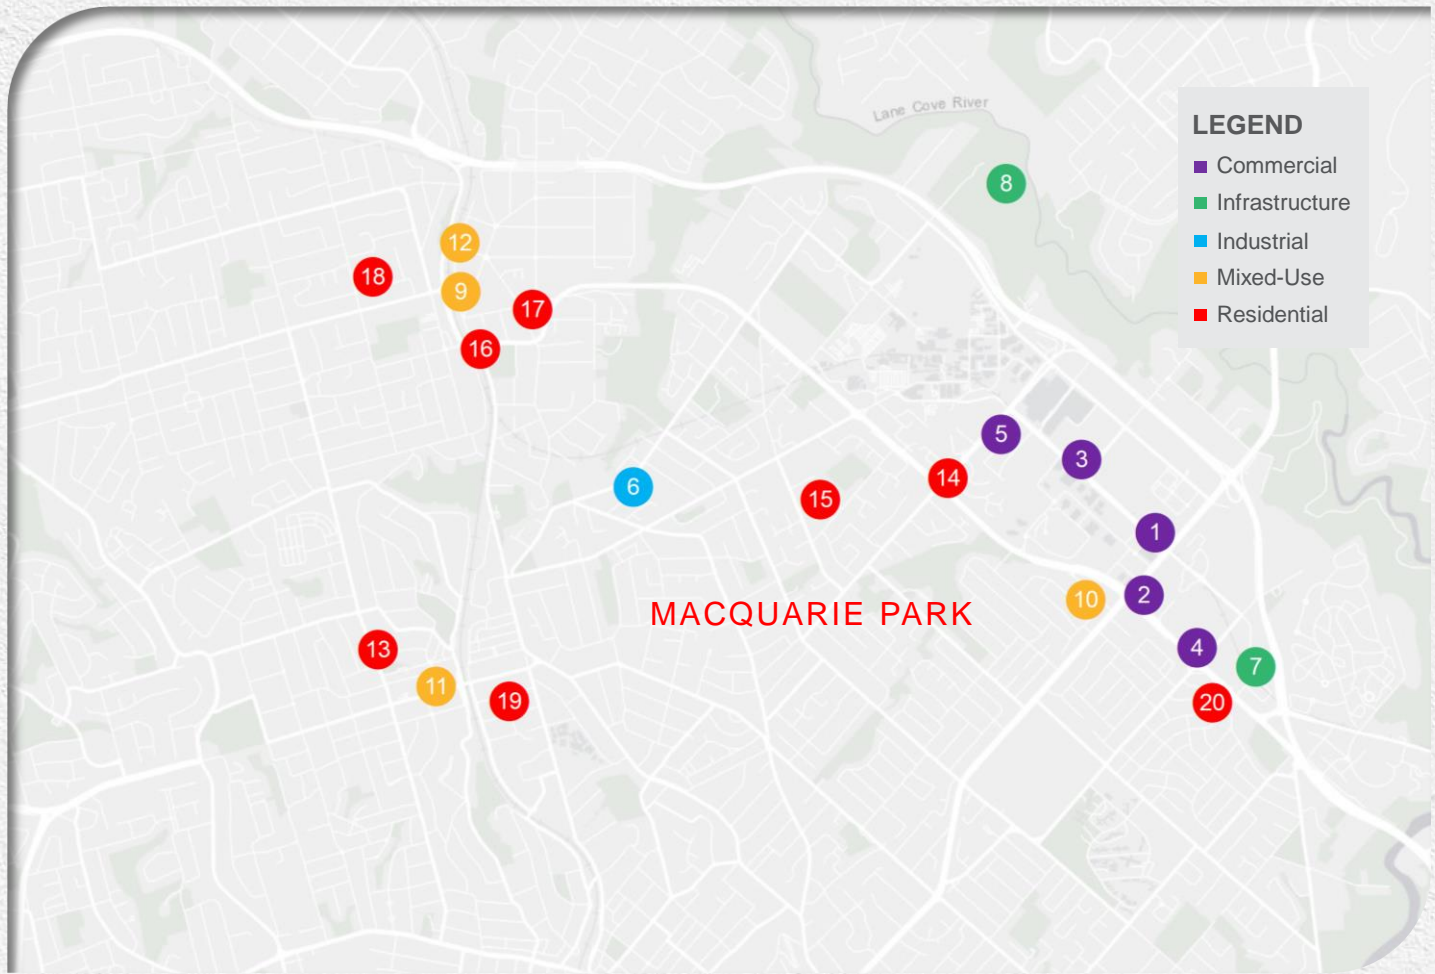 Lane Cove River
LEGEND
Commercial
Infrastructure
Industrial
Mixed-Use
Residential
8
12
18
9
17
16
5
3
14
6
15
1
2
10
MACQUARIE PARK
4
13
7
11
19
20